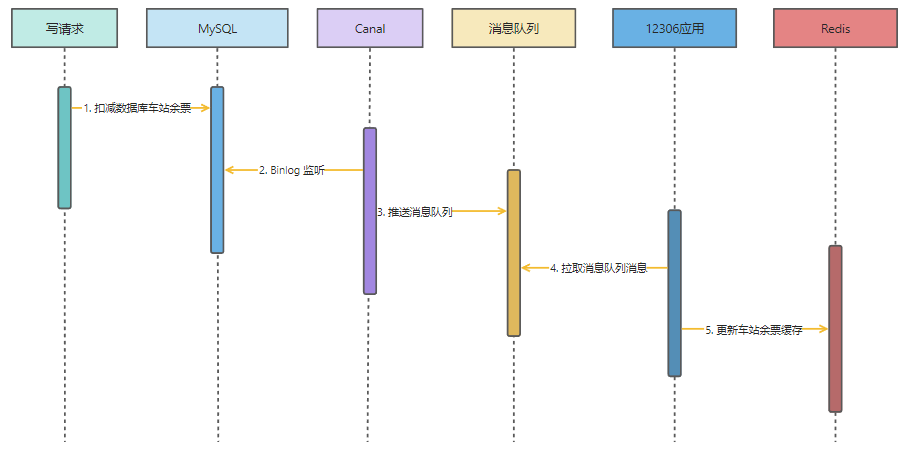 写请求
MySQL
Canal
消息队列
12306应用
Redis
1. 扣减数据库车站余票
2. Binlog 监听
3. 推送消息队列
4. 拉取消息队列消息
5. 更新车站余票缓存